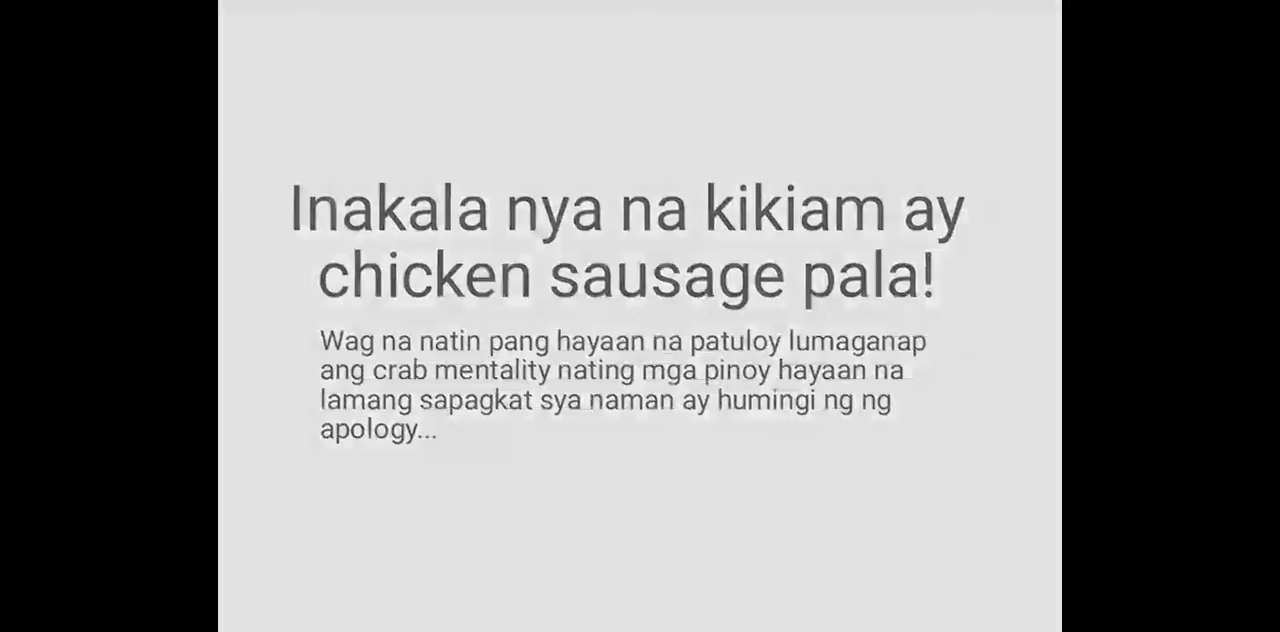 Inakala nya na kikiam ay
chicken sausage pala!
Wag na natin pang hayaan na patuloy lumaganap
ang crab mentality nating mga pinoy hayaan na
lamang sapagkat sya naman ay humingi ng ng
apology...